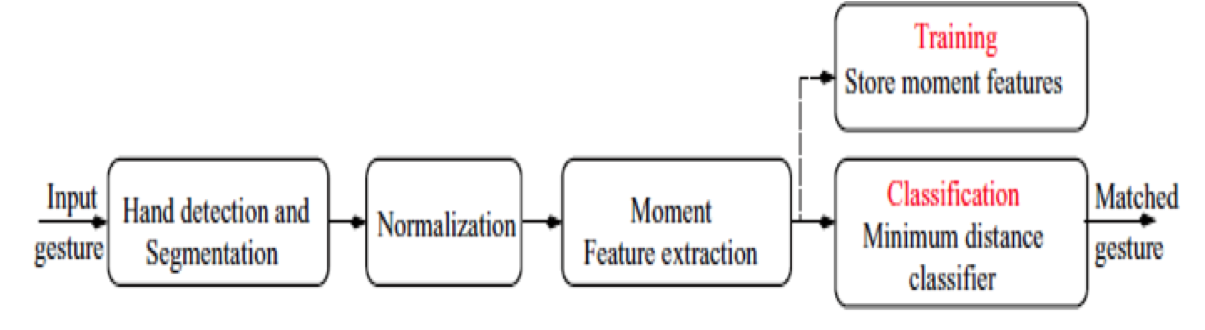 Input
gesture
Hand detection and
Segmentation
Normalization
Moment
Feature extraction
Training
Store moment features
Classification
Minimum distance
classifier
Matched
gesture